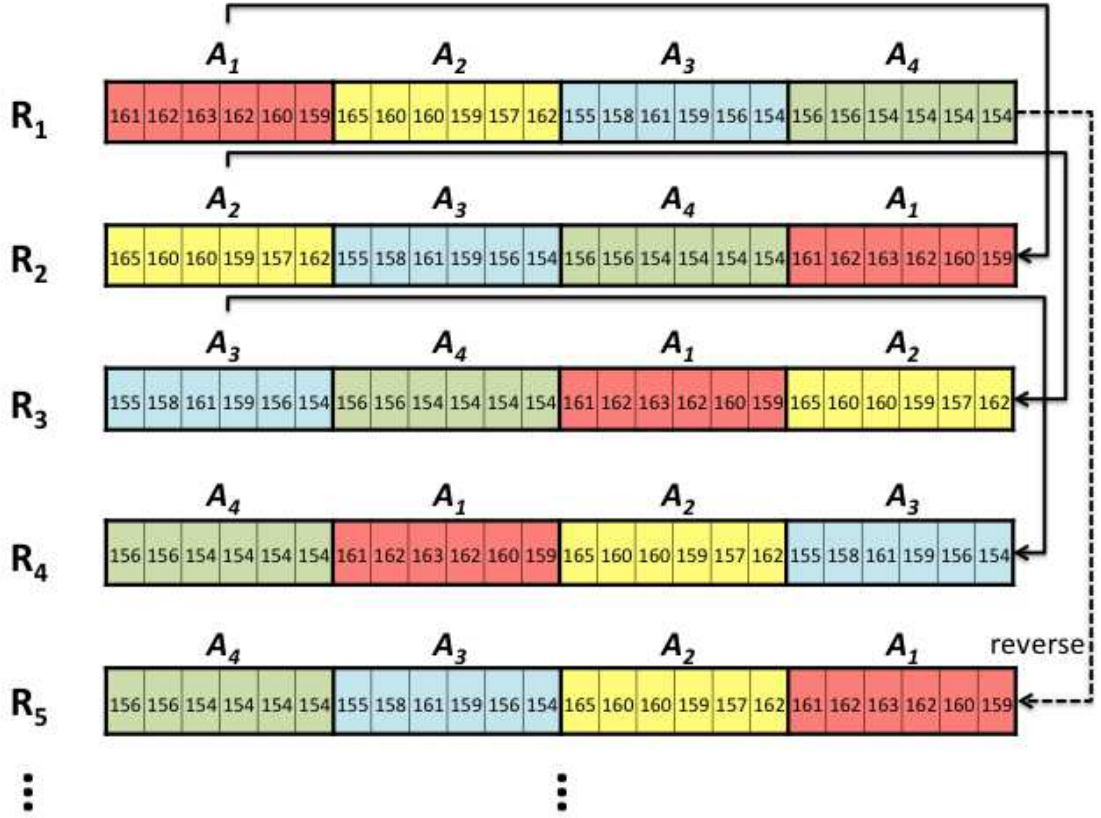 A1 A2 A3 A4
R1 161 162 163 162 160 159 165 160 160 159 157 162 155 158 161 159 156 154 156 156 154 154 154 154
A2 A3 A4 A1
R2 165 160 160 159 157 162 155 158 161 159 156 154 156 156 154 154 154 154 161 162 163 162 160 159
A3 A4 A1 A2
R3 155 158 161 159 156 154 156 156 154 154 154 154 161 162 163 162 160 159 165 160 160 159 157 162
A4 A1 A2 A3
R4 156 156 154 154 154 154 161 162 163 162 160 159 165 160 160 159 157 162 155 158 161 159 156 154
A4 A3 A2 A1 reverse
R5 156 156 154 154 154 154 155 158 161 159 156 154 165 160 160 159 157 162 161 162 163 162 160 159